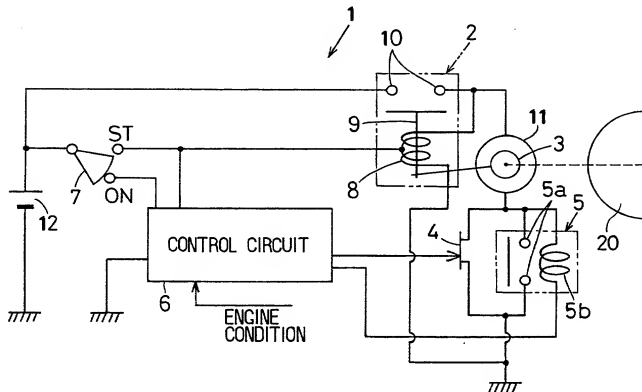 1
2
10
9
8
11
3
ST
7
ON
12
4
5a
5
20
CONTROL CIRCUIT
6
5b
ENGINE
CONDITION